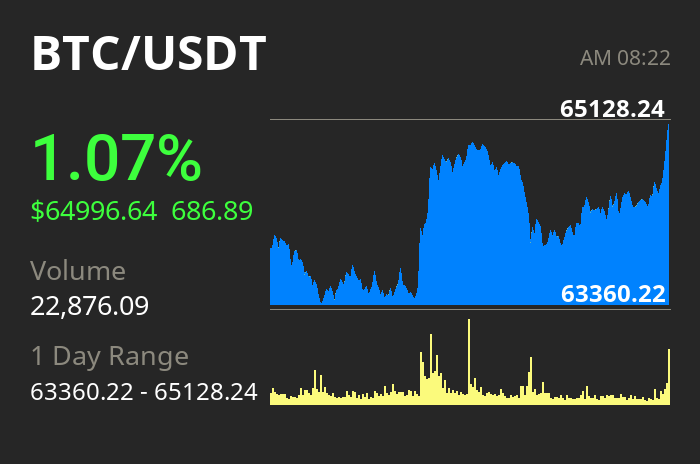 BTC/USDT
AM 08:22
65128.24
1.07%
$64996.64 686.89
Volume
22,876.09
63360.22
1 Day Range
63360.22 - 65128.24